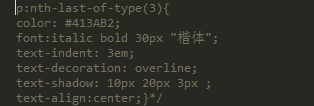 p:nth-last-of-type(3){
color: #413AB2;
font:italic bold 30px "楷体";
text-indent: 3em;
text-decoration: overline;
text-shadow: 10px 20px 3px ;
text-align:center;}*/